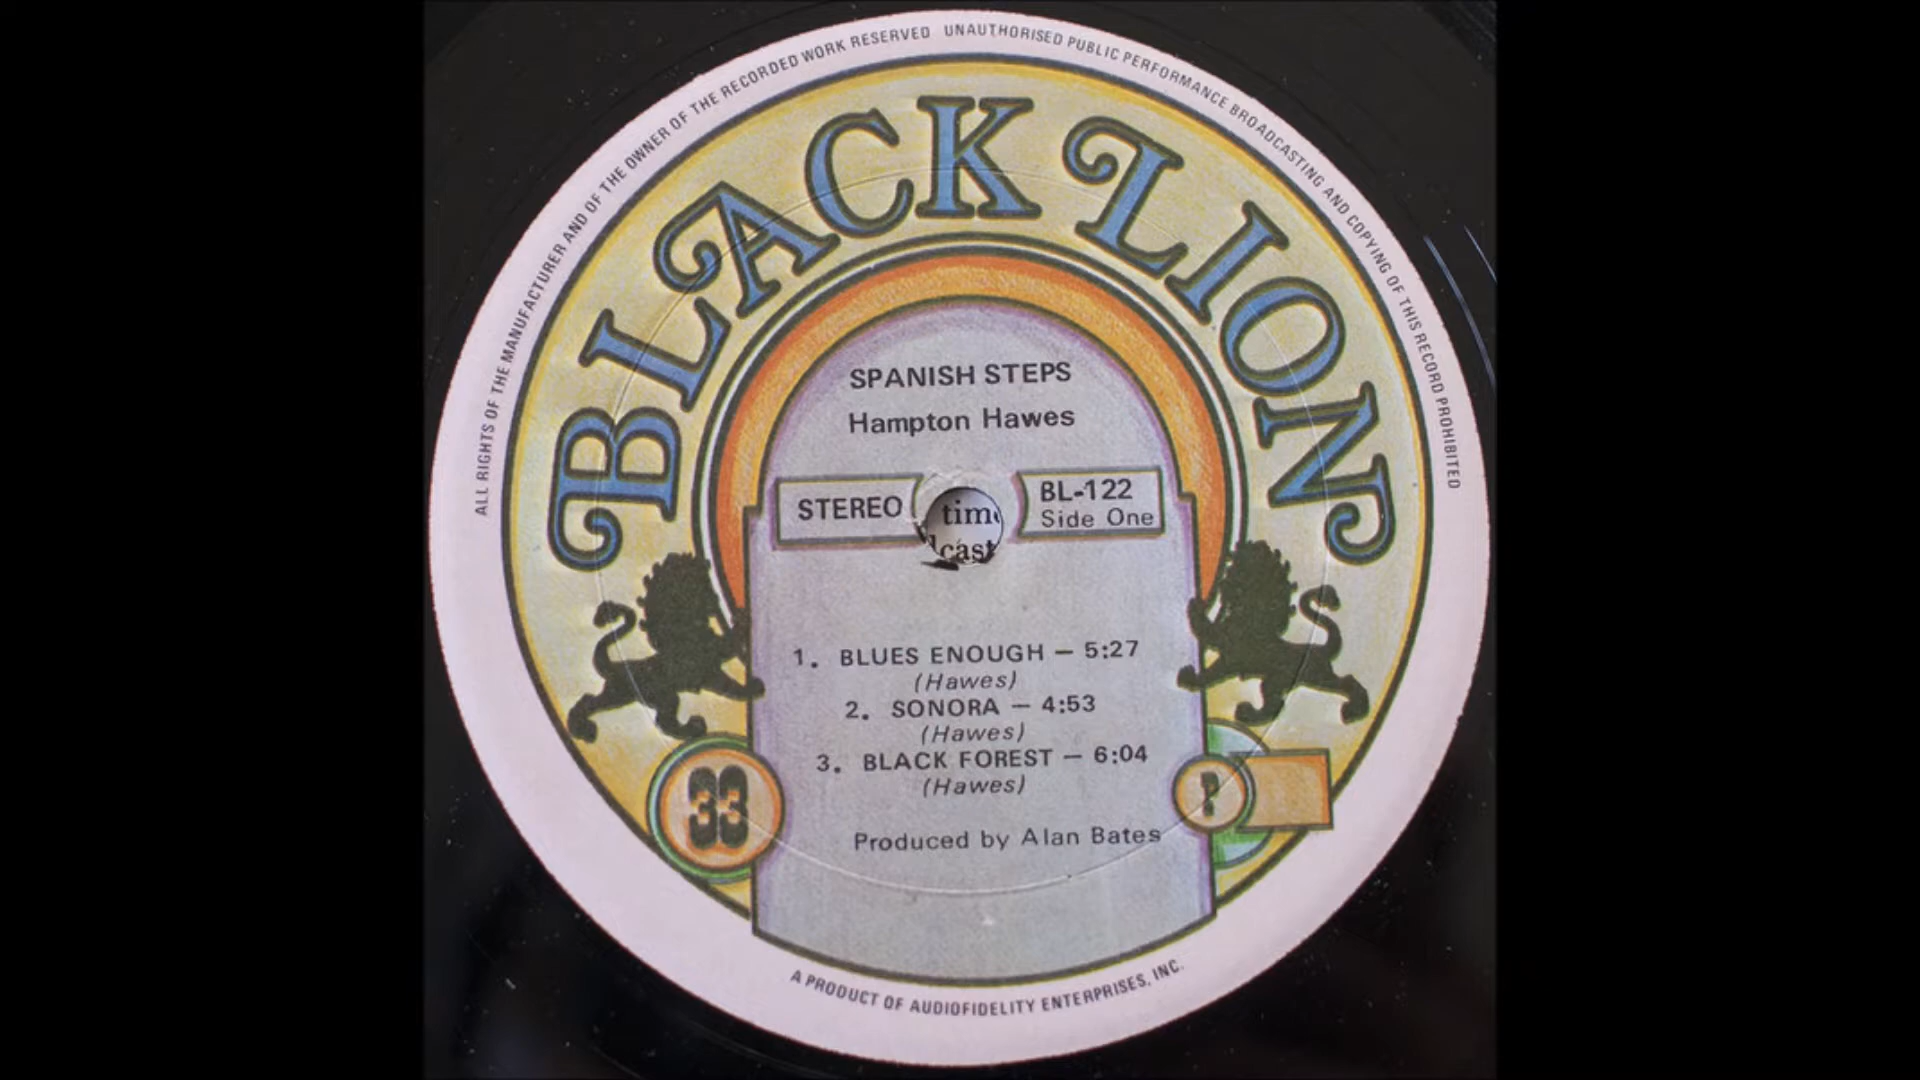 ALL RIGHTS OF THE MANUFACTURER AND OF THE OWNER OF THE RECORDED WORK RESERVED UNAUTHORISED PUBLIC PERFORMANCE BROADCASTING AND COPYING OF THIS RECORD PROHIBITED
BLACK LION
SPANISH STEPS
Hampton Hawes
STEREO
BL-122
Side One
1. BLUES ENOUGH — 5:27
(Hawes)
2. SONORA — 4:53
(Hawes)
3. BLACK FOREST — 6:04
(Hawes)
33
P
Produced by Alan Bates
A PRODUCT OF AUDIOFIDELITY ENTERPRISES, INC.